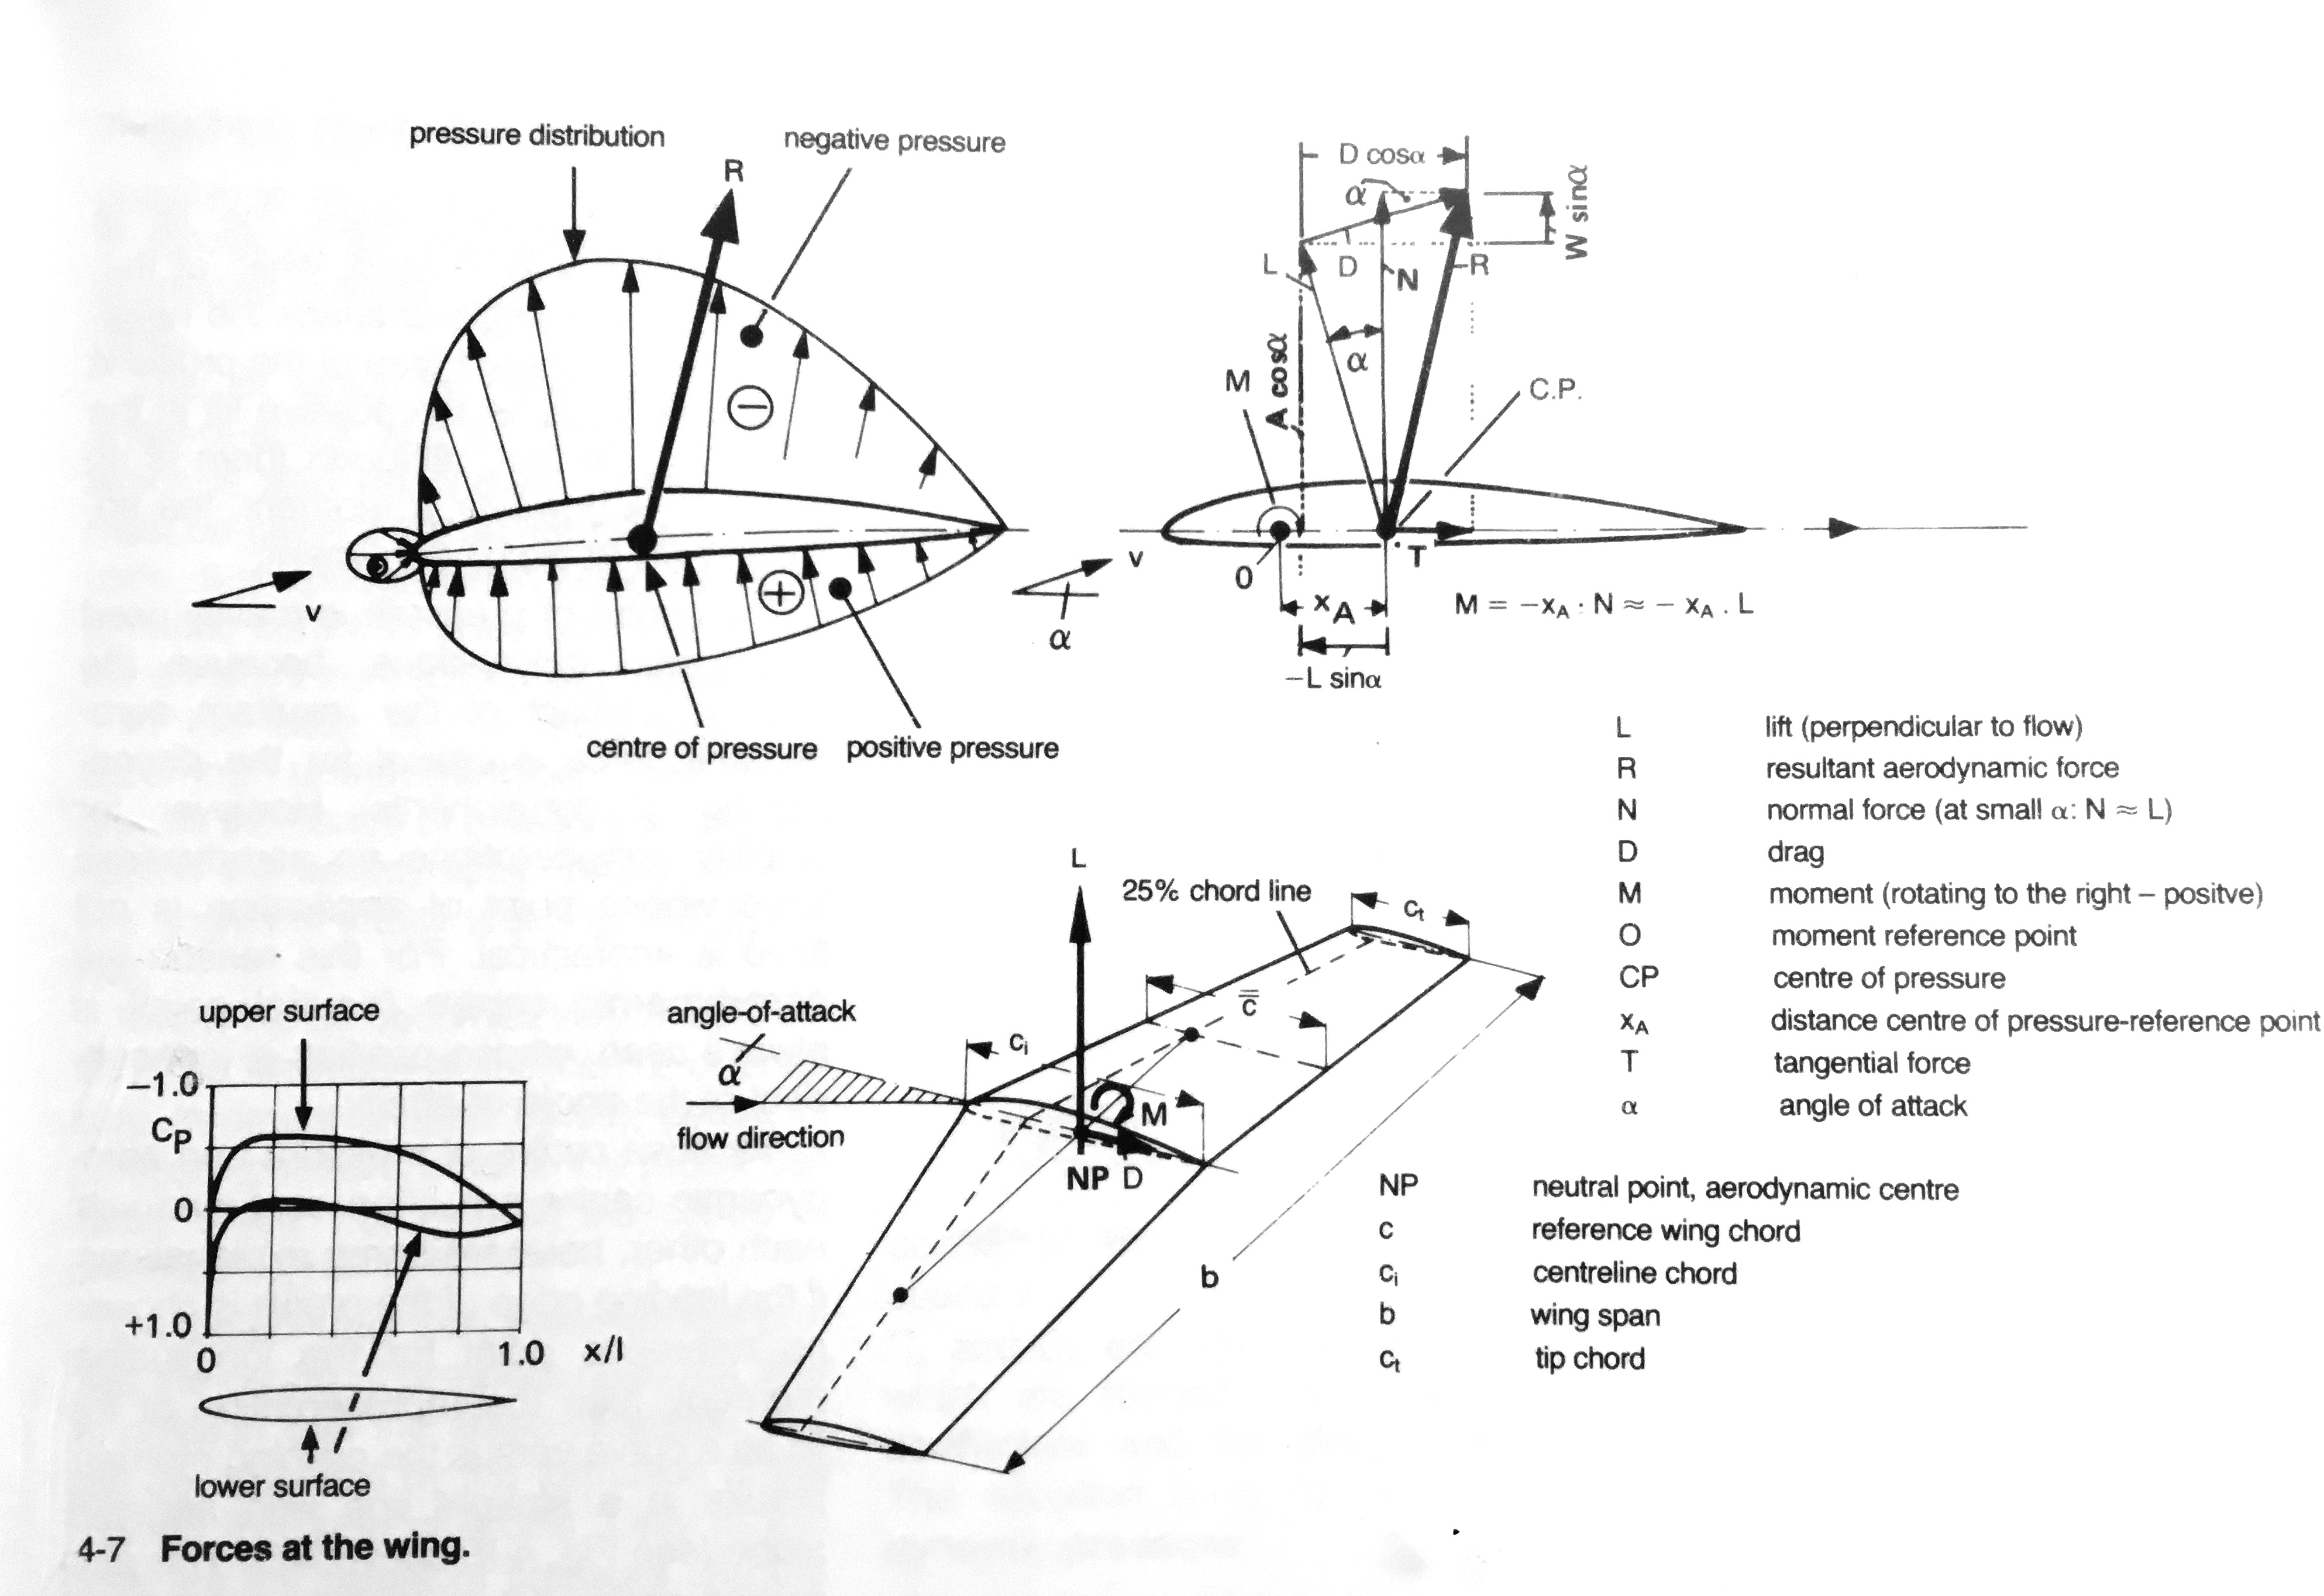 pressure distribution
negative pressure
R
−
+
v
centre of pressure
positive pressure
D cosα
α
W sinα
L
D
N
R
A cosα
α
M
C.P.
O
T
v
α
xA
M = −xA · N ≈ − xA . L
−L sinα
L lift (perpendicular to flow)
R resultant aerodynamic force
N normal force (at small α: N ≈ L)
D drag
M moment (rotating to the right – positve)
O moment reference point
CP centre of pressure
xA distance centre of pressure-reference point
T tangential force
α angle of attack
NP neutral point, aerodynamic centre
c reference wing chord
ci centreline chord
b wing span
ct tip chord
upper surface
−1.0
CP
0
+1.0
0
1.0
x/l
lower surface
L
25% chord line
ct
c̿
angle-of-attack
α
ci
flow direction
M
NP
D
b
4-7 Forces at the wing.